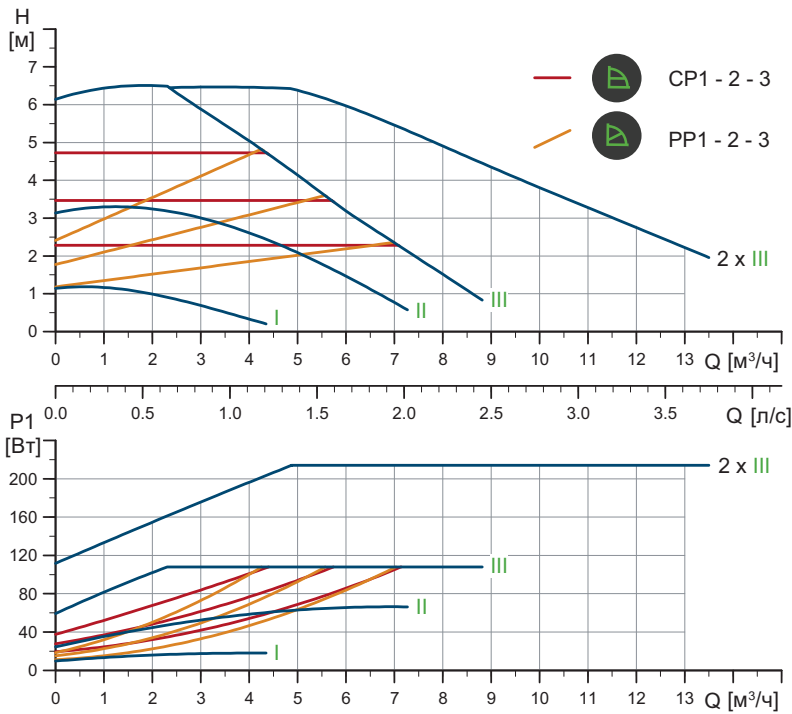 H
[м]
7
6
5
4
3
2
1
0
CP1 - 2 - 3
PP1 - 2 - 3
2 x III
III
II
I
0 1 2 3 4 5 6 7 8 9 10 11 12 13 Q [м³/ч]
0.0 0.5 1.0 1.5 2.0 2.5 3.0 3.5 Q [л/с]
P1
[Вт]
200
160
120
80
40
0
2 x III
III
II
I
0 1 2 3 4 5 6 7 8 9 10 11 12 13 Q [м³/ч]